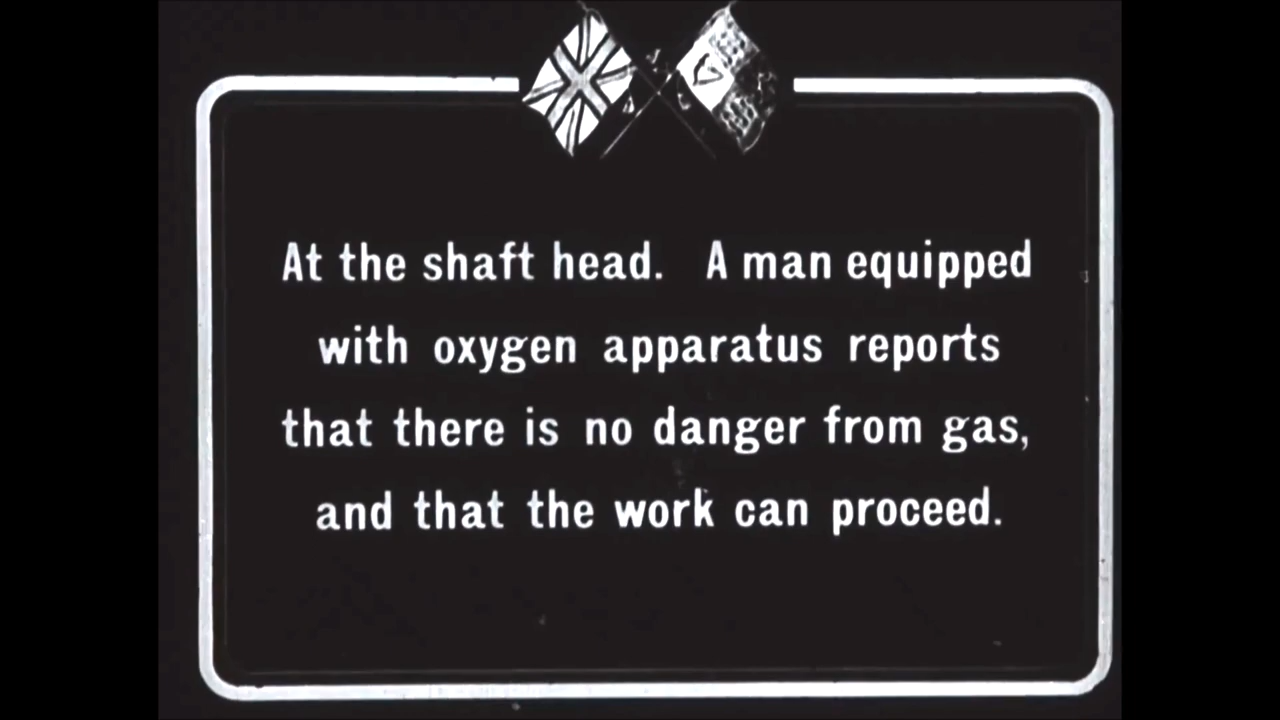 At the shaft head. A man equipped
with oxygen apparatus reports
that there is no danger from gas,
and that the work can proceed.